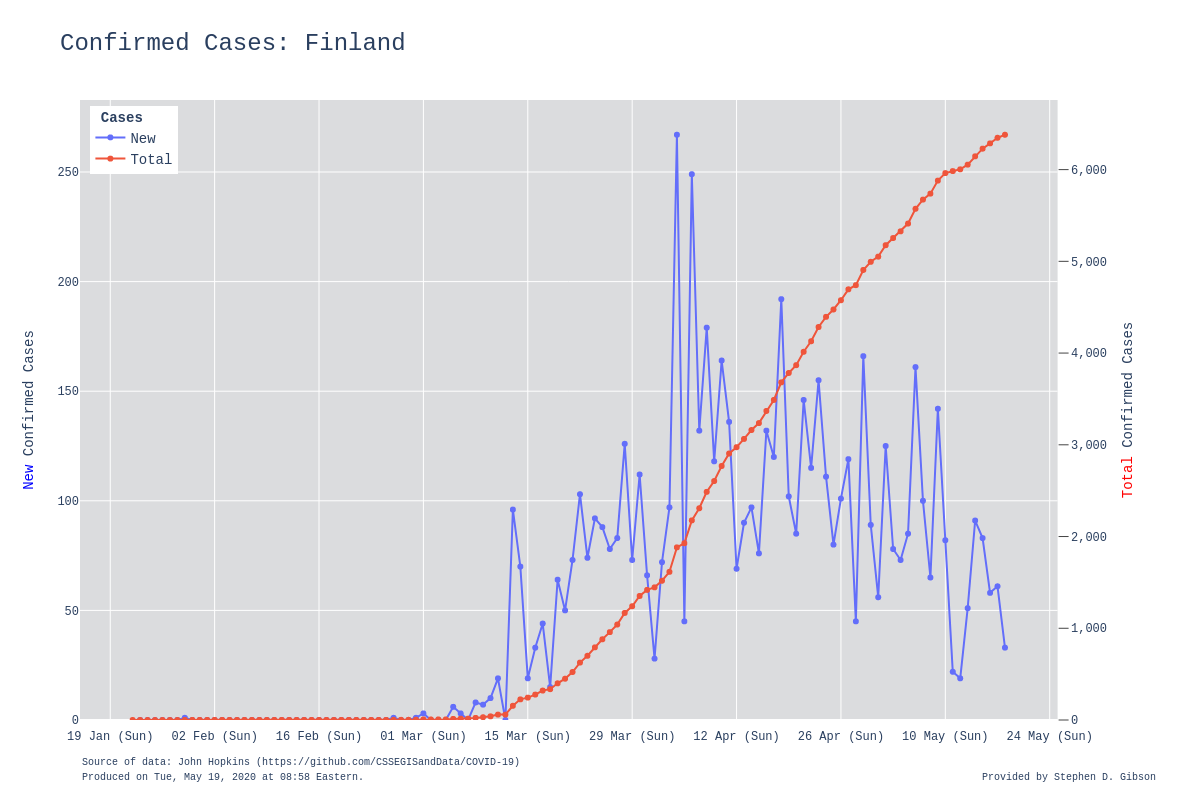 Confirmed Cases: Finland
Cases
New
Total
250
200
150
100
50
0
New Confirmed Cases
6,000
5,000
4,000
3,000
2,000
1,000
0
Total Confirmed Cases
19 Jan (Sun) 02 Feb (Sun) 16 Feb (Sun) 01 Mar (Sun) 15 Mar (Sun) 29 Mar (Sun) 12 Apr (Sun) 26 Apr (Sun) 10 May (Sun) 24 May (Sun)
Source of data: John Hopkins (https://github.com/CSSEGISandData/COVID-19)
Produced on Tue, May 19, 2020 at 08:58 Eastern.
Provided by Stephen D. Gibson